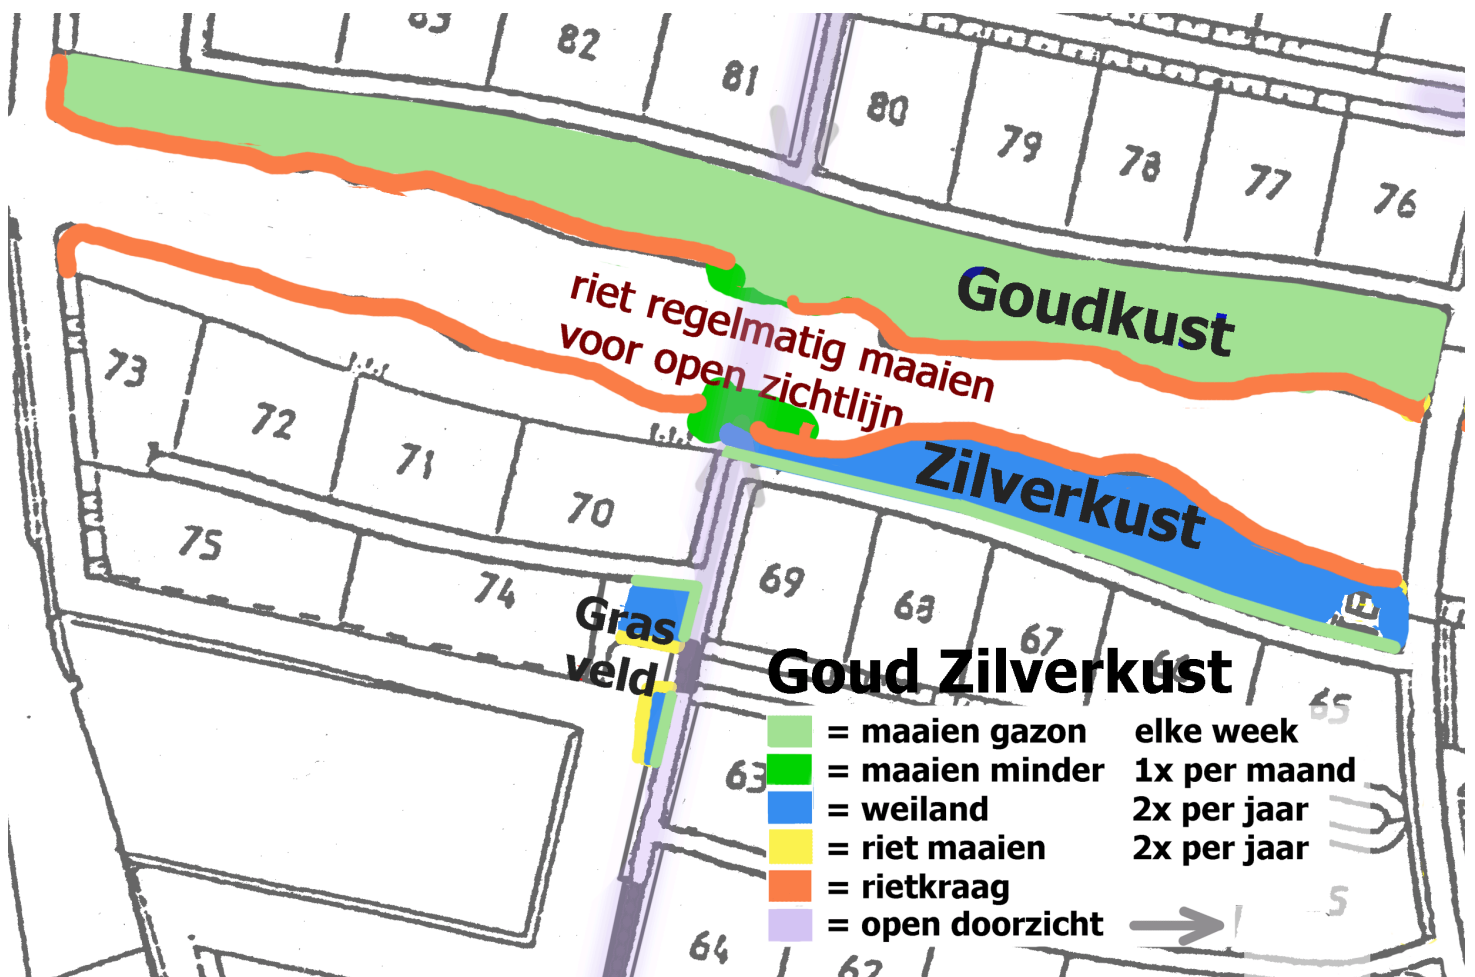 83
82
81
80
79
78
77
76
Goudkust
riet regelmatig maaien
voor open zichtlijn
73
72
71
70
Zilverkust
75
74
69
68
67
66
65
Gras
veld
Goud Zilverkust
= maaien gazon elke week
= maaien minder 1x per maand
= weiland 2x per jaar
= riet maaien 2x per jaar
= rietkraag
= open doorzicht
63
64
62